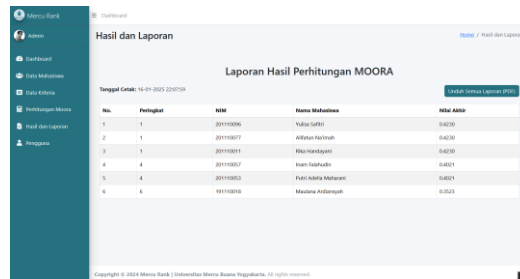 Mercu Rank
Dashboard
Admin
Hasil dan Laporan
Home / Hasil dan Laporan
Dashboard
Data Mahasiswa
Data Kriteria
Perhitungan Moora
Hasil dan Laporan
Pengguna
Laporan Hasil Perhitungan MOORA
Tanggal Cetak: 16-01-2025 22:07:59
Unduh Semua Laporan (PDF)
No. Peringkat NIM Nama Mahasiswa Nilai Akhir
1 1 201110096 Yulisa Safitri 0.4230
2 1 201110077 Alifatun Na'imah 0.4230
3 1 201110011 Rika Handayani 0.4230
4 4 201110057 Inam Falahudin 0.4021
5 4 201110053 Putri Adelia Maharani 0.4021
6 6 191110018 Maulana Ardiansyah 0.3523
Copyright © 2024 Mercu Rank | Universitas Mercu Buana Yogyakarta. All rights reserved.